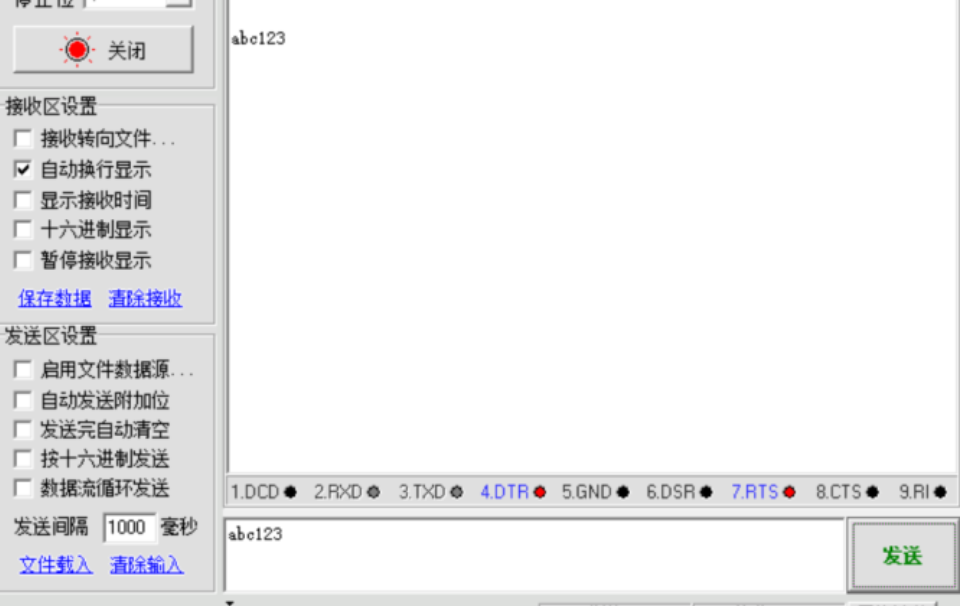 停止位
关闭
接收区设置
接收转向文件...
自动换行显示
显示接收时间
十六进制显示
暂停接收显示
保存数据 清除接收
发送区设置
启用文件数据源...
自动发送附加位
发送完自动清空
按十六进制发送
数据流循环发送
发送间隔 1000 毫秒
文件载入 清除输入
abc123
1.DCD 2.RXD 3.TXD 4.DTR 5.GND 6.DSR 7.RTS 8.CTS 9.RI
abc123
发送